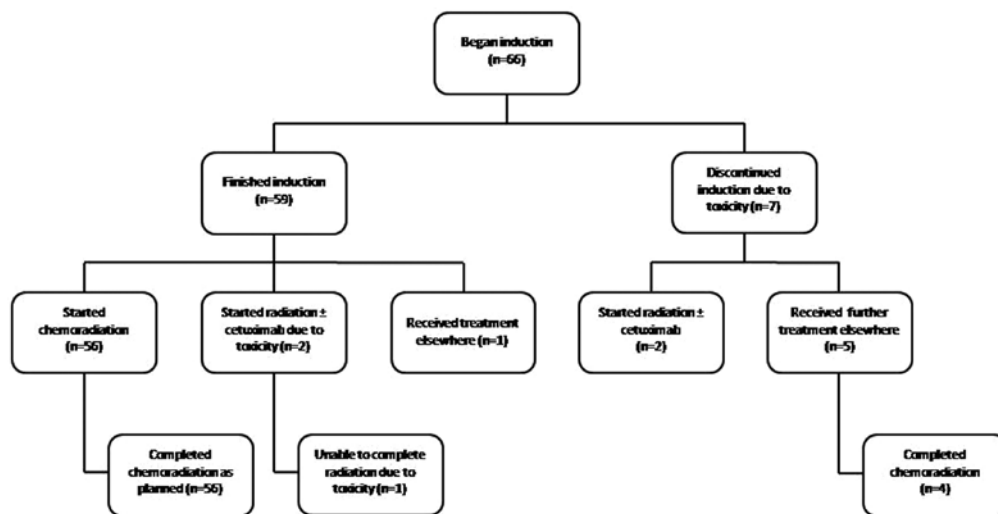 Began induction
(n=66)
Finished induction
(n=59)
Discontinued
induction due to
toxicity (n=7)
Started
chemoradiation
(n=56)
Started radiation ±
cetuximab due to
toxicity (n=2)
Received treatment
elsewhere (n=1)
Started radiation ±
cetuximab
(n=2)
Received further
treatment elsewhere
(n=5)
Completed
chemoradiation as
planned (n=56)
Unable to complete
radiation due to
toxicity (n=1)
Completed
chemoradiation
(n=4)